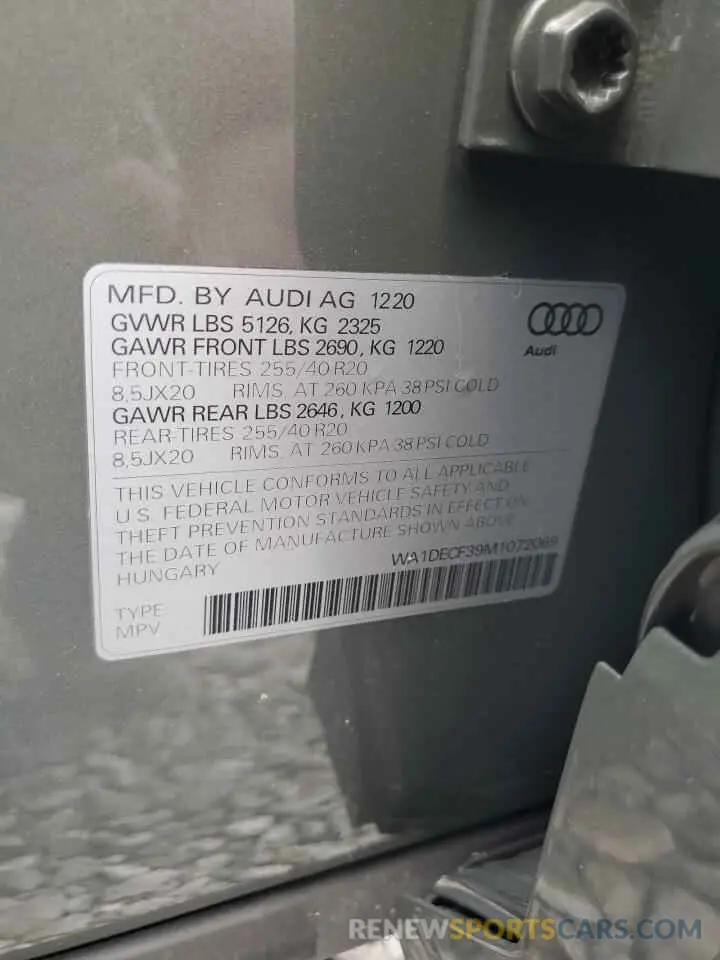 MFD. BY AUDI AG 1220
GVWR LBS 5126, KG 2325
GAWR FRONT LBS 2690, KG 1220
FRONT-TIRES 255/40 R20
8,5JX20 RIMS, AT 260 KPA 38 PSI COLD
GAWR REAR LBS 2646, KG 1200
REAR-TIRES 255/40 R20
8,5JX20 RIMS, AT 260 KPA 38 PSI COLD
Audi
THIS VEHICLE CONFORMS TO ALL APPLICABLE
U.S. FEDERAL MOTOR VEHICLE SAFETY AND
THEFT PREVENTION STANDARDS IN EFFECT ON
THE DATE OF MANUFACTURE SHOWN ABOVE
HUNGARY
WA1DECF39M1072069
TYPE
MPV
RENEWSPORTSCARS.COM